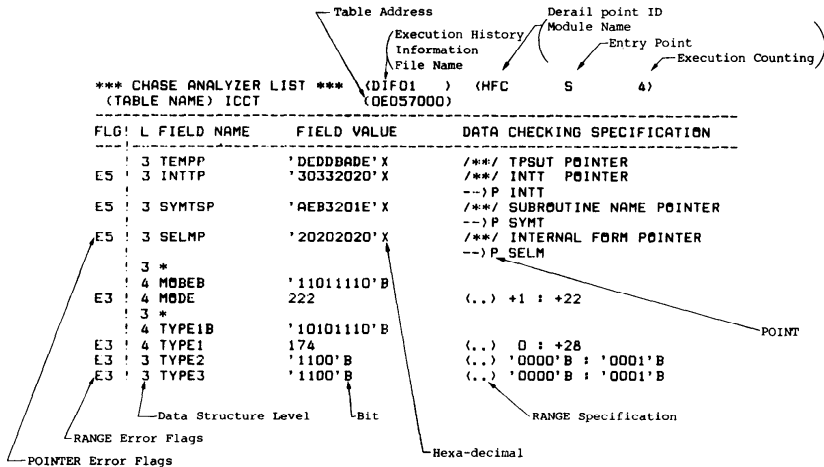 Table Address
Execution History
Information
File Name
Derail point ID
Module Name
Entry Point
Execution Counting
*** CHASE ANALYZER LIST *** (DIF01 ) (HFC S 4)
(TABLE NAME) ICCT (0E057000)
FLG! L FIELD NAME FIELD VALUE DATA CHECKING SPECIFICATION
! 3 TEMPP 'DEDDBADE'X /**/ TPSUT POINTER
E5 ! 3 INTTP '30332020'X /**/ INTT POINTER
--> P INTT
E5 ! 3 SYMTSP 'AEB3201E'X /**/ SUBROUTINE NAME POINTER
--> P SYMT
E5 ! 3 SELMP '20202020'X /**/ INTERNAL FORM POINTER
--> P SELM
! 3 *
! 4 MOBEB '11011110'B
E3 ! 4 MODE 222 (..) +1 : +22
! 3 *
! 4 TYPE1B '10101110'B
E3 ! 4 TYPE1 174 (..) 0 : +28
E3 ! 3 TYPE2 '1100'B (..) '0000'B : '0001'B
E3 ! 3 TYPE3 '1100'B (..) '0000'B : '0001'B
POINT
Data Structure Level
Bit
RANGE Specification
RANGE Error Flags
Hexa-decimal
POINTER Error Flags